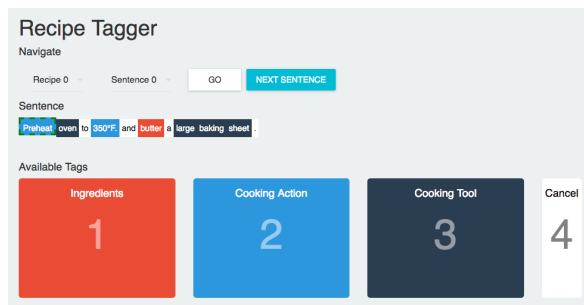 Recipe Tagger
Navigate
Recipe 0 Sentence 0 GO NEXT SENTENCE
Sentence
Preheat oven to 350°F. and butter a large baking sheet .
Available Tags
Ingredients Cooking Action Cooking Tool Cancel
1 2 3 4